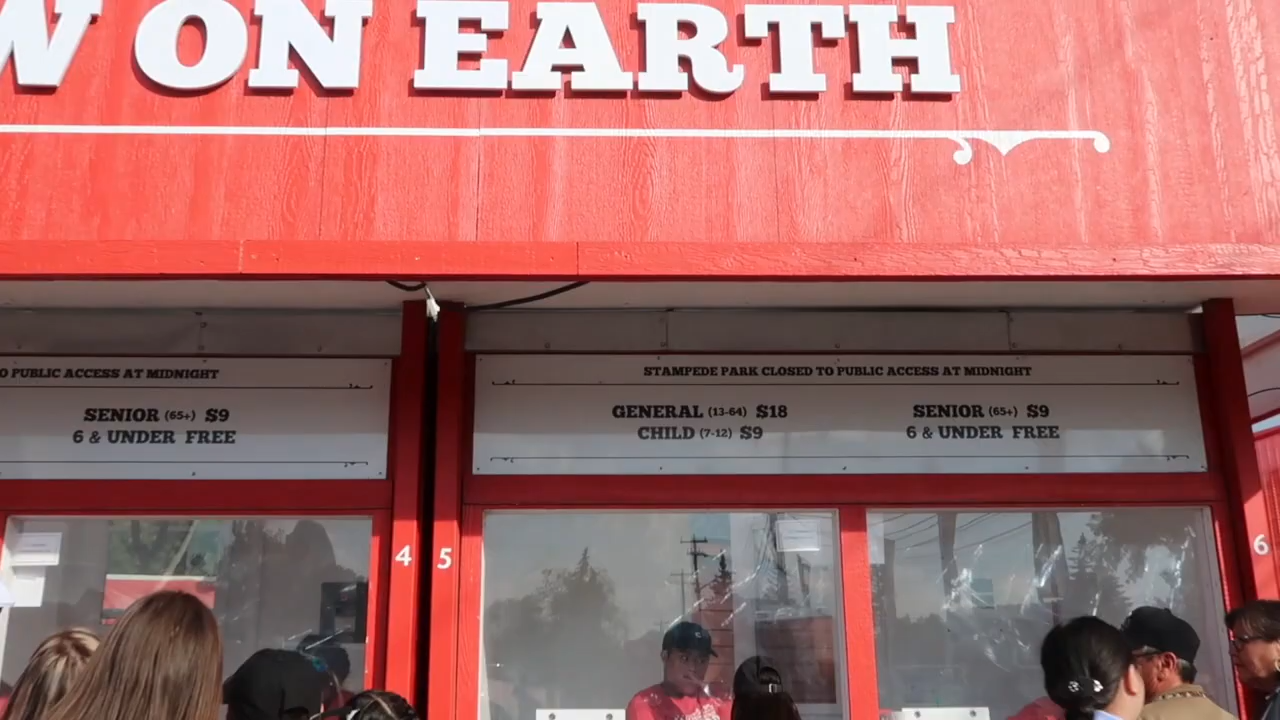 W ON EARTH
O PUBLIC ACCESS AT MIDNIGHT
SENIOR (65+) $9
6 & UNDER FREE
STAMPEDE PARK CLOSED TO PUBLIC ACCESS AT MIDNIGHT
GENERAL (13-64) $18 SENIOR (65+) $9
CHILD (7-12) $9 6 & UNDER FREE
4 5 6